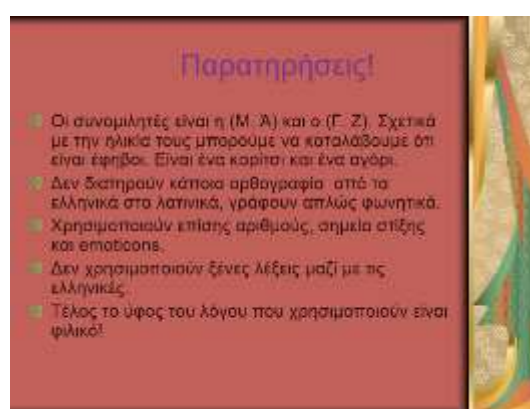 Παρατηρήσεις!
Οι συνομιλητές είναι η (Μ. Ά) και ο (Γ. Ζ). Σχετικά
με την ηλικία τους μπορούμε να καταλάβουμε ότι
είναι έφηβοι. Είναι ένα κορίτσι και ένα αγόρι.
Δεν διατηρούν κάποια ορθογραφία από τα
ελληνικά στα λατινικά, γράφουν απλώς φωνητικά.
Χρησιμοποιούν επίσης αριθμούς, σημεία στίξης
και emoticons.
Δεν χρησιμοποιούν ξένες λέξεις μαζί με τις
ελληνικές.
Τέλος το ύφος του λόγου που χρησιμοποιούν είναι
φιλικό!